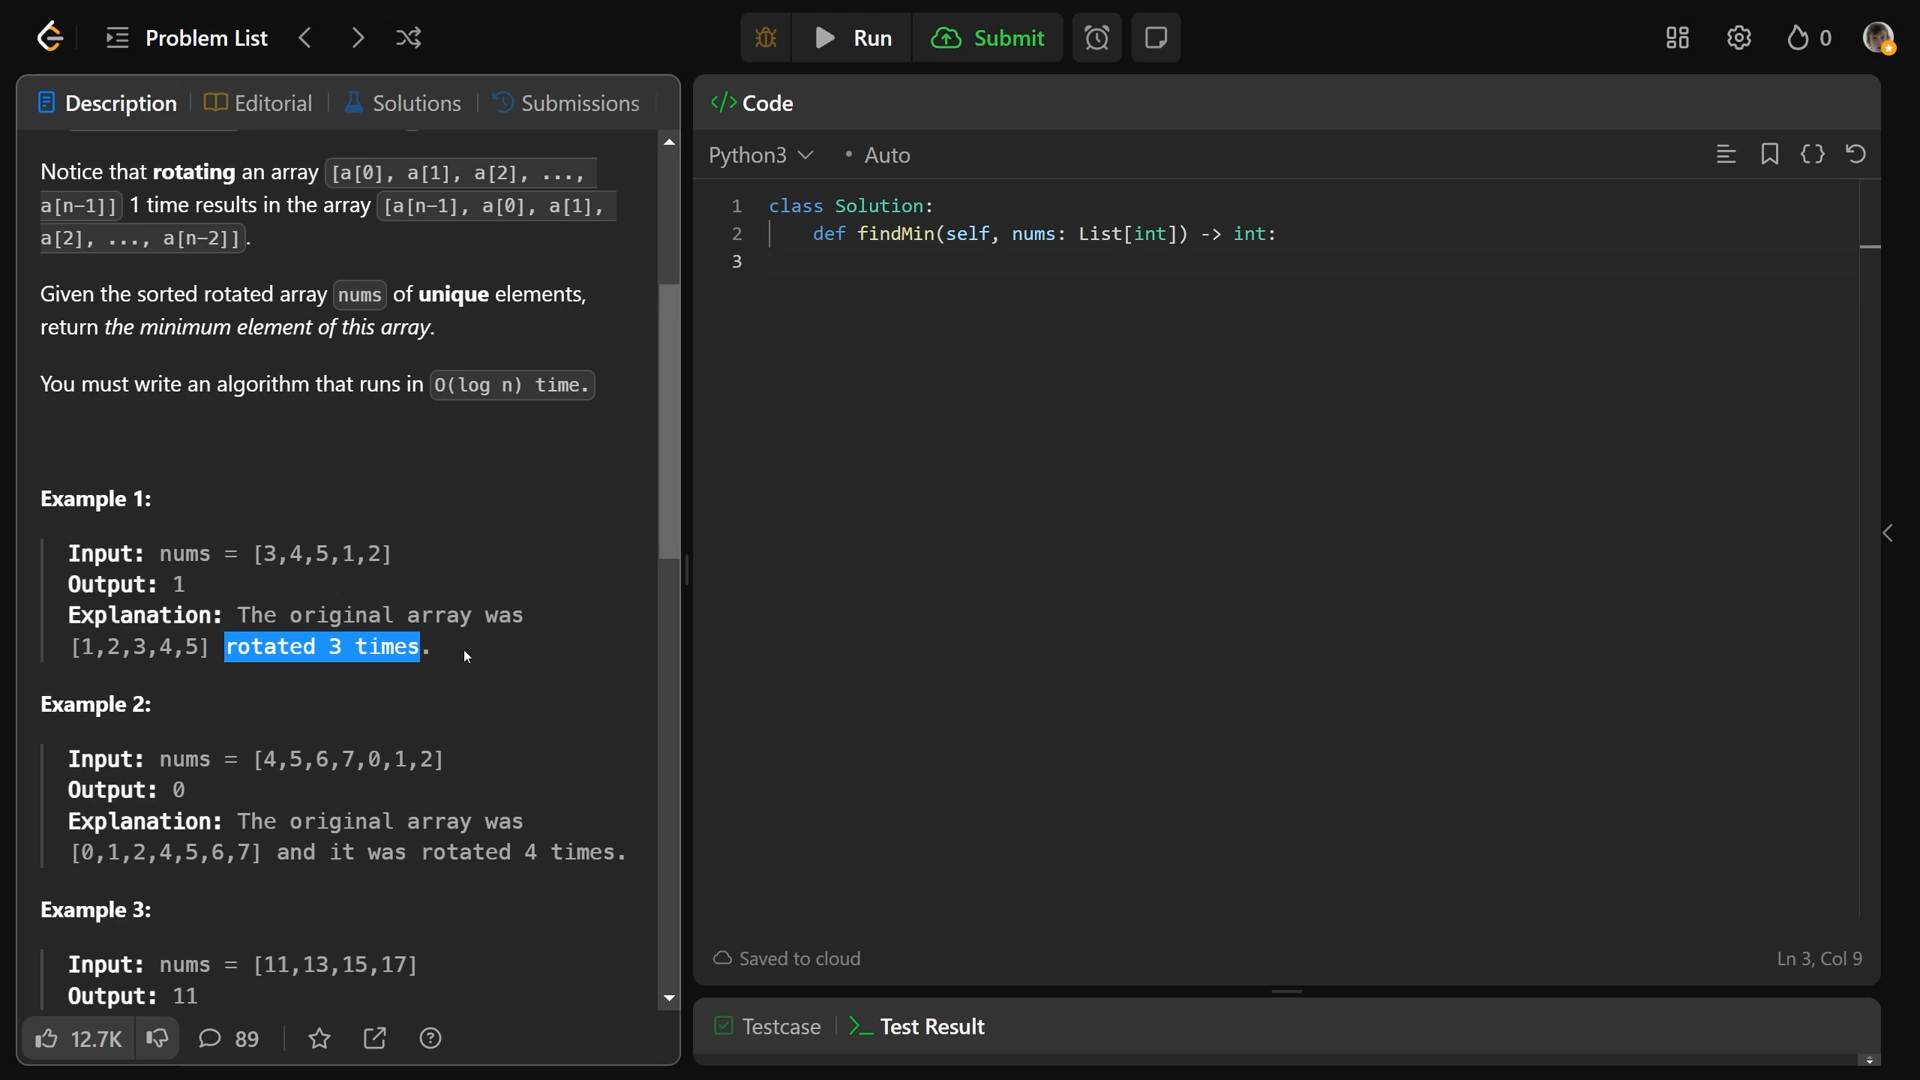 Problem List
Run
Submit
0
Description
Editorial
Solutions
Submissions
Notice that rotating an array [a[0], a[1], a[2], ...,
a[n-1]] 1 time results in the array [a[n-1], a[0], a[1],
a[2], ..., a[n-2]].
Given the sorted rotated array nums of unique elements,
return the minimum element of this array.
You must write an algorithm that runs in O(log n) time.
Example 1:
Input: nums = [3,4,5,1,2]
Output: 1
Explanation: The original array was
[1,2,3,4,5] rotated 3 times.
Example 2:
Input: nums = [4,5,6,7,0,1,2]
Output: 0
Explanation: The original array was
[0,1,2,4,5,6,7] and it was rotated 4 times.
Example 3:
Input: nums = [11,13,15,17]
Output: 11
12.7K
89
</> Code
Python3
• Auto
1 class Solution:
2 def findMin(self, nums: List[int]) -> int:
3
Saved to cloud
Ln 3, Col 9
Testcase
>_ Test Result